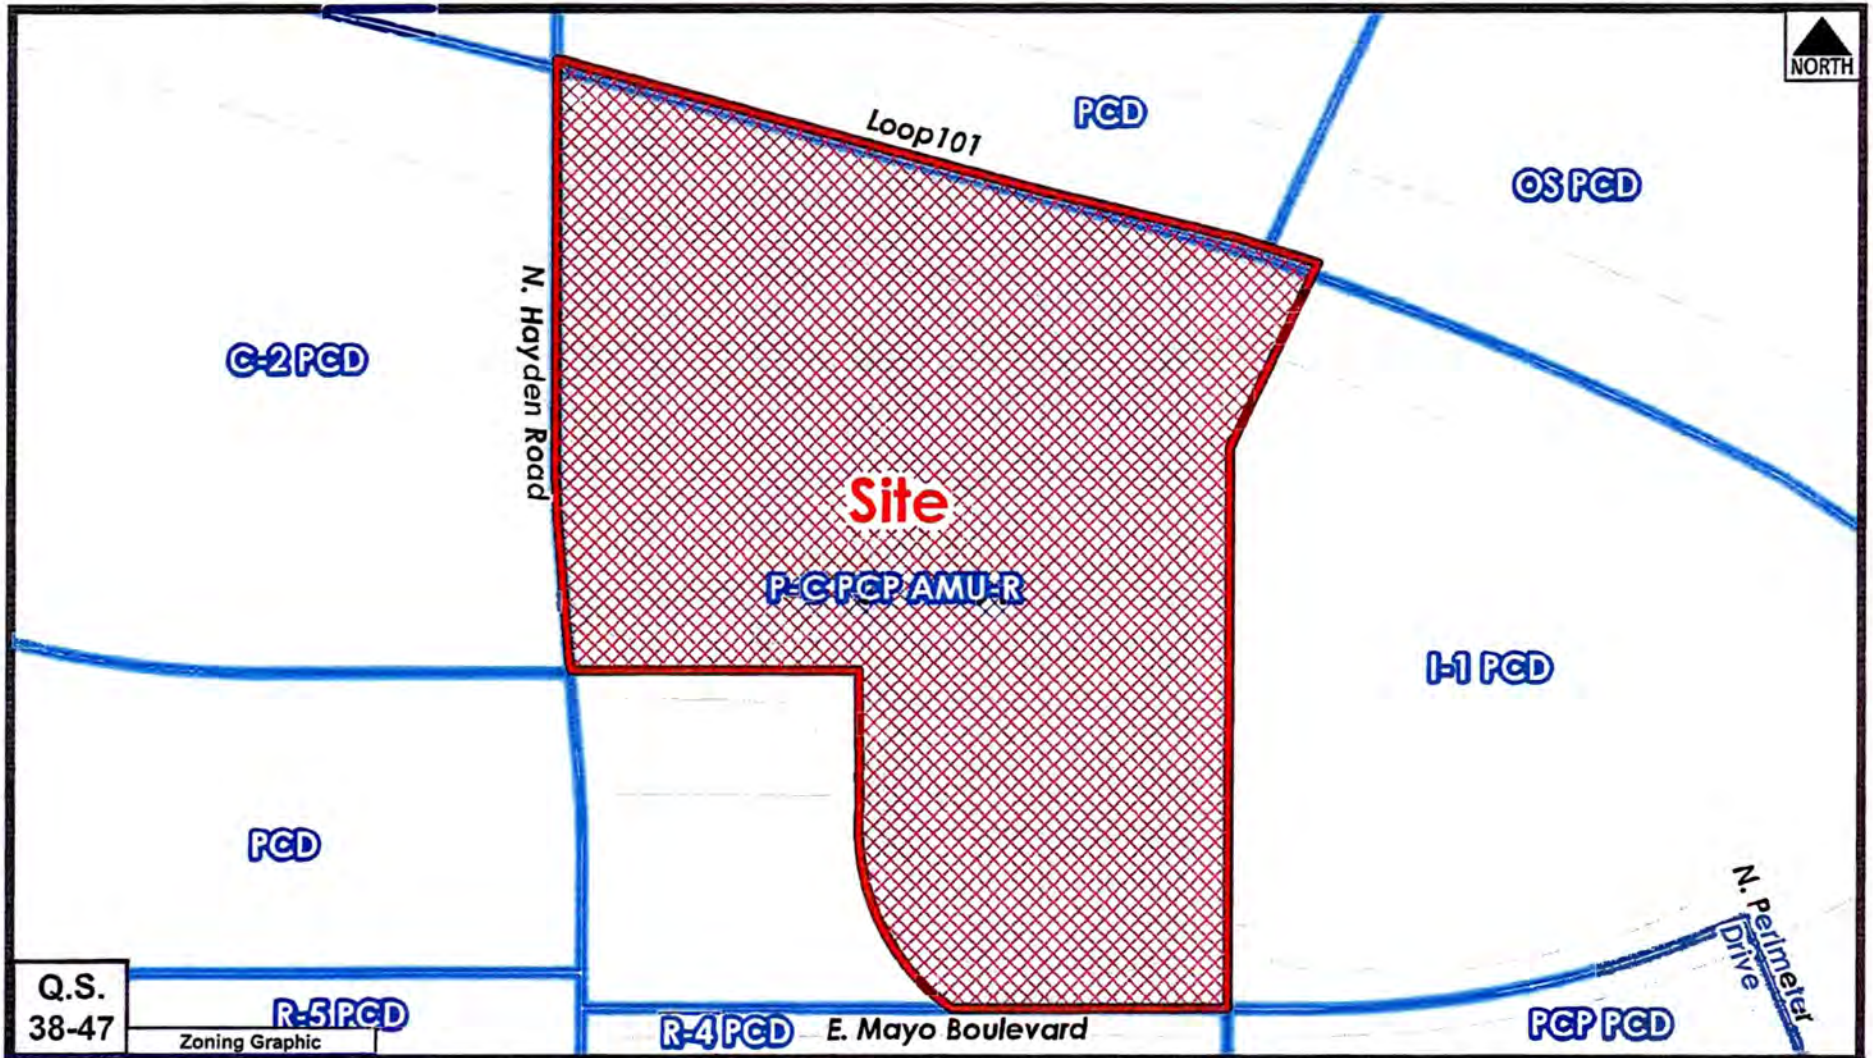 NORTH
PCD
Loop101
OS PCD
N. Hayden Road
C-2 PCD
Site
P-C PCP AMU-R
I-1 PCD
PCD
N. Perimeter
Drive
Q.S.
38-47
Zoning Graphic
R-5 PCD
R-4 PCD
E. Mayo Boulevard
PCP PCD